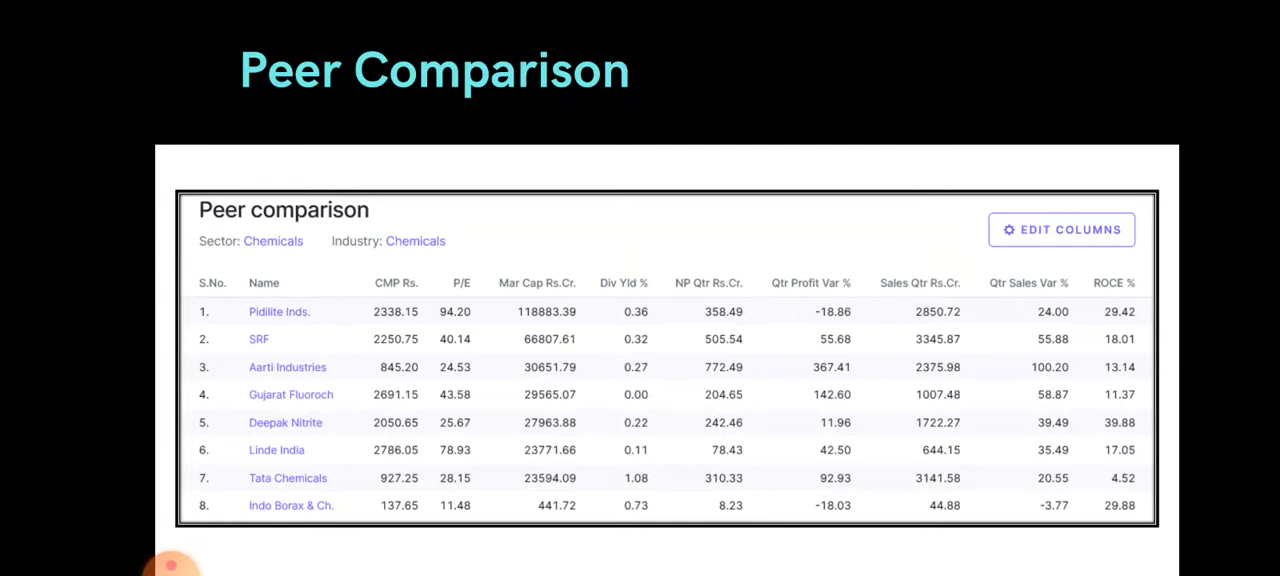 Peer Comparison
Peer comparison
Sector: Chemicals Industry: Chemicals
EDIT COLUMNS
S.No. Name CMP Rs. P/E Mar Cap Rs.Cr. Div Yld % NP Qtr Rs.Cr. Qtr Profit Var % Sales Qtr Rs.Cr. Qtr Sales Var % ROCE %
1. Pidilite Inds. 2338.15 94.20 118883.39 0.36 358.49 -18.86 2850.72 24.00 29.42
2. SRF 2250.75 40.14 66807.61 0.32 505.54 55.68 3345.87 55.88 18.01
3. Aarti Industries 845.20 24.53 30651.79 0.27 772.49 367.41 2375.98 100.20 13.14
4. Gujarat Fluoroch 2691.15 43.58 29565.07 0.00 204.65 142.60 1007.48 58.87 11.37
5. Deepak Nitrite 2050.65 25.67 27963.88 0.22 242.46 11.96 1722.27 39.49 39.88
6. Linde India 2786.05 78.93 23771.66 0.11 78.43 42.50 644.15 35.49 17.05
7. Tata Chemicals 927.25 28.15 23594.09 1.08 310.33 92.93 3141.58 20.55 4.52
8. Indo Borax & Ch. 137.65 11.48 441.72 0.73 8.23 -18.03 44.88 -3.77 29.88